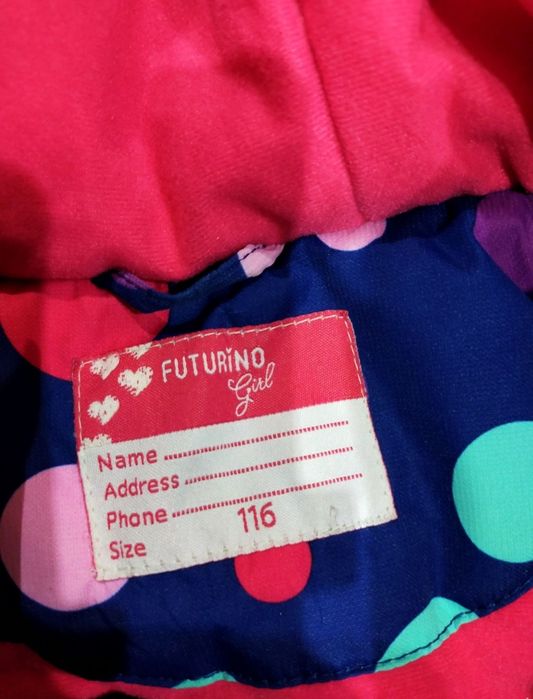 FUTURiNO
Girl
Name
Address
Phone
Size 116